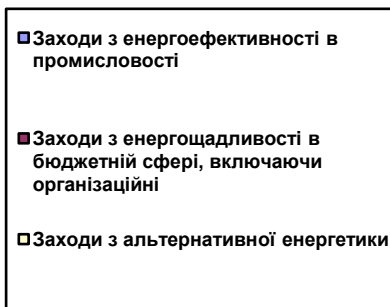 Заходи з енергоефективності в
промисловості
Заходи з енергощадливості в
бюджетній сфері, включаючи
організаційні
Заходи з альтернативної енергетики